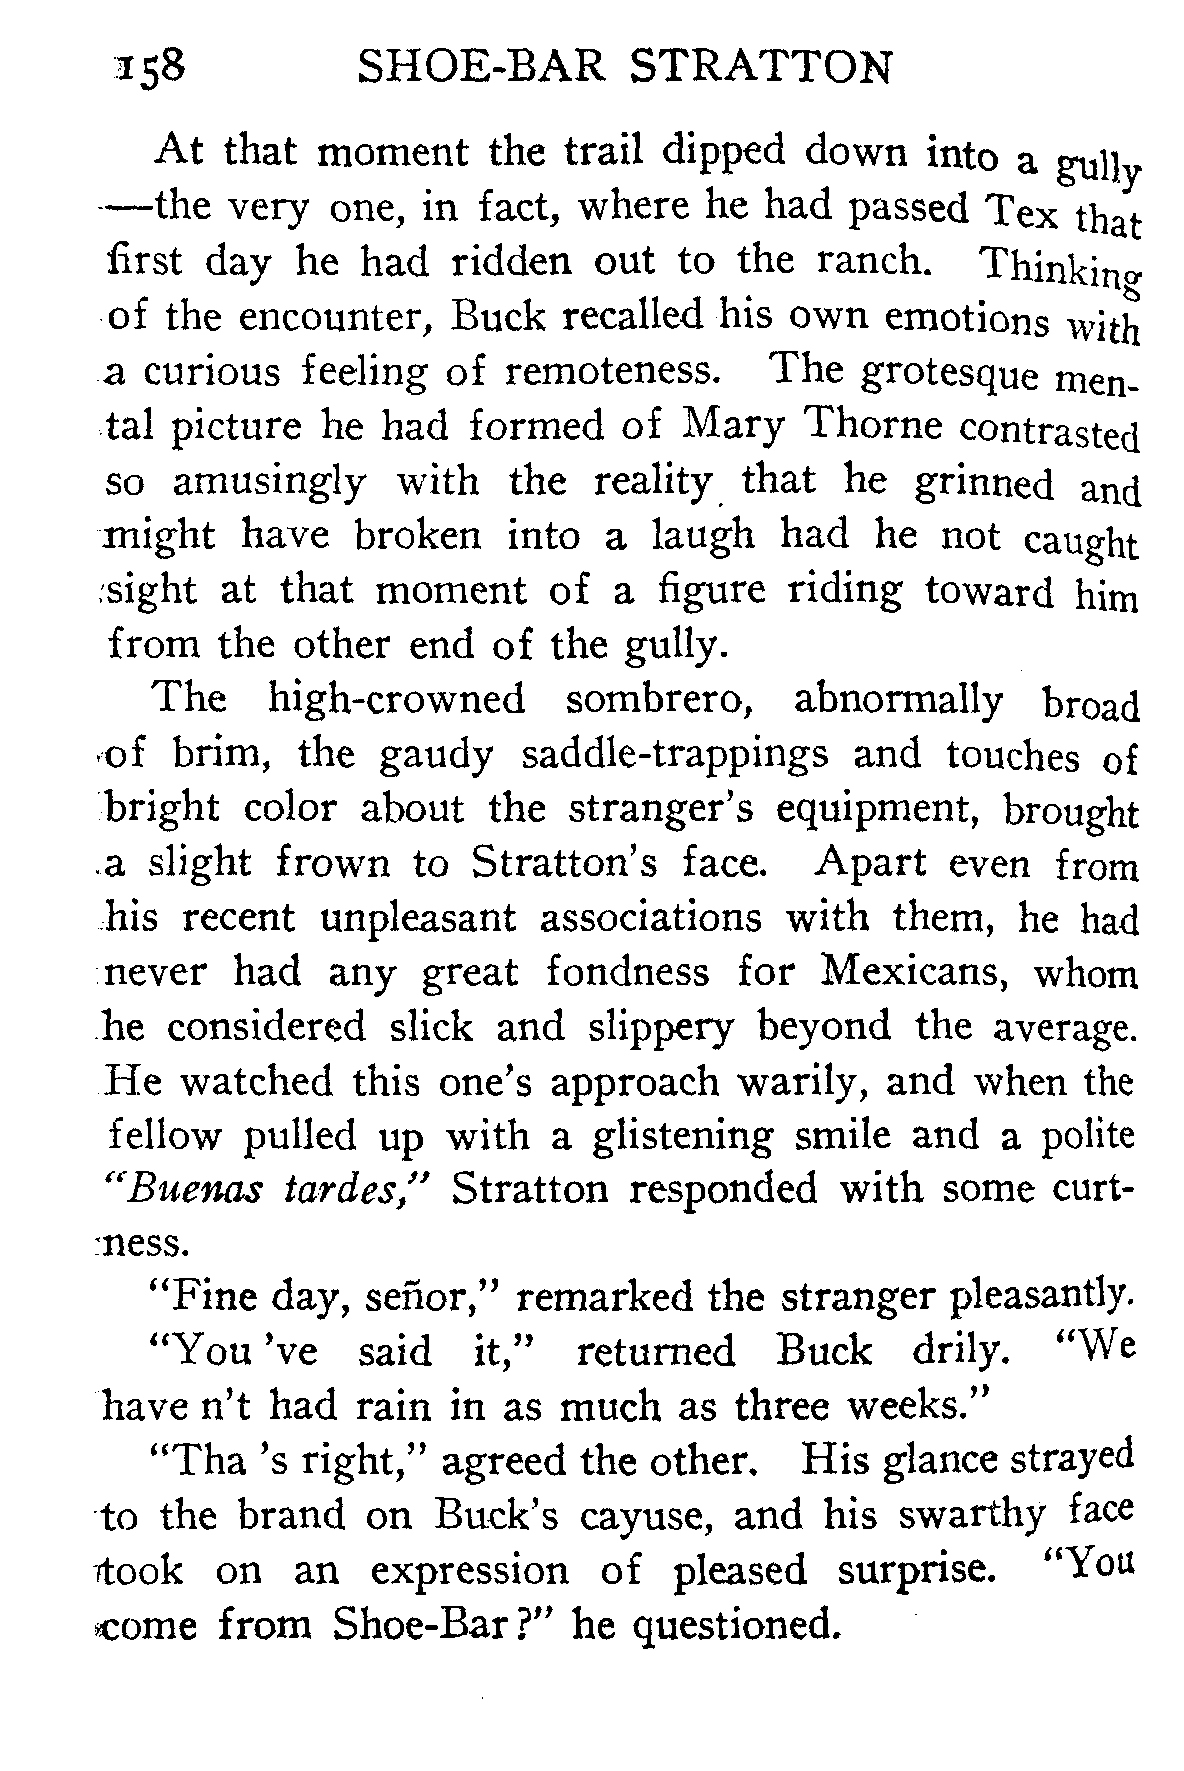 158 SHOE-BAR STRATTON
At that moment the trail dipped down into a gully
—the very one, in fact, where he had passed Tex that
first day he had ridden out to the ranch. Thinking
of the encounter, Buck recalled his own emotions with
a curious feeling of remoteness. The grotesque men-
tal picture he had formed of Mary Thorne contrasted
so amusingly with the reality that he grinned and
might have broken into a laugh had he not caught
sight at that moment of a figure riding toward him
from the other end of the gully.
The high-crowned sombrero, abnormally broad
of brim, the gaudy saddle-trappings and touches of
bright color about the stranger's equipment, brought
a slight frown to Stratton's face. Apart even from
his recent unpleasant associations with them, he had
never had any great fondness for Mexicans, whom
he considered slick and slippery beyond the average.
He watched this one's approach warily, and when the
fellow pulled up with a glistening smile and a polite
"Buenas tardes," Stratton responded with some curt-
ness.
"Fine day, señor," remarked the stranger pleasantly.
"You 've said it," returned Buck drily. "We
have n't had rain in as much as three weeks."
"Tha 's right," agreed the other. His glance strayed
to the brand on Buck's cayuse, and his swarthy face
took on an expression of pleased surprise. "You
come from Shoe-Bar?" he questioned.